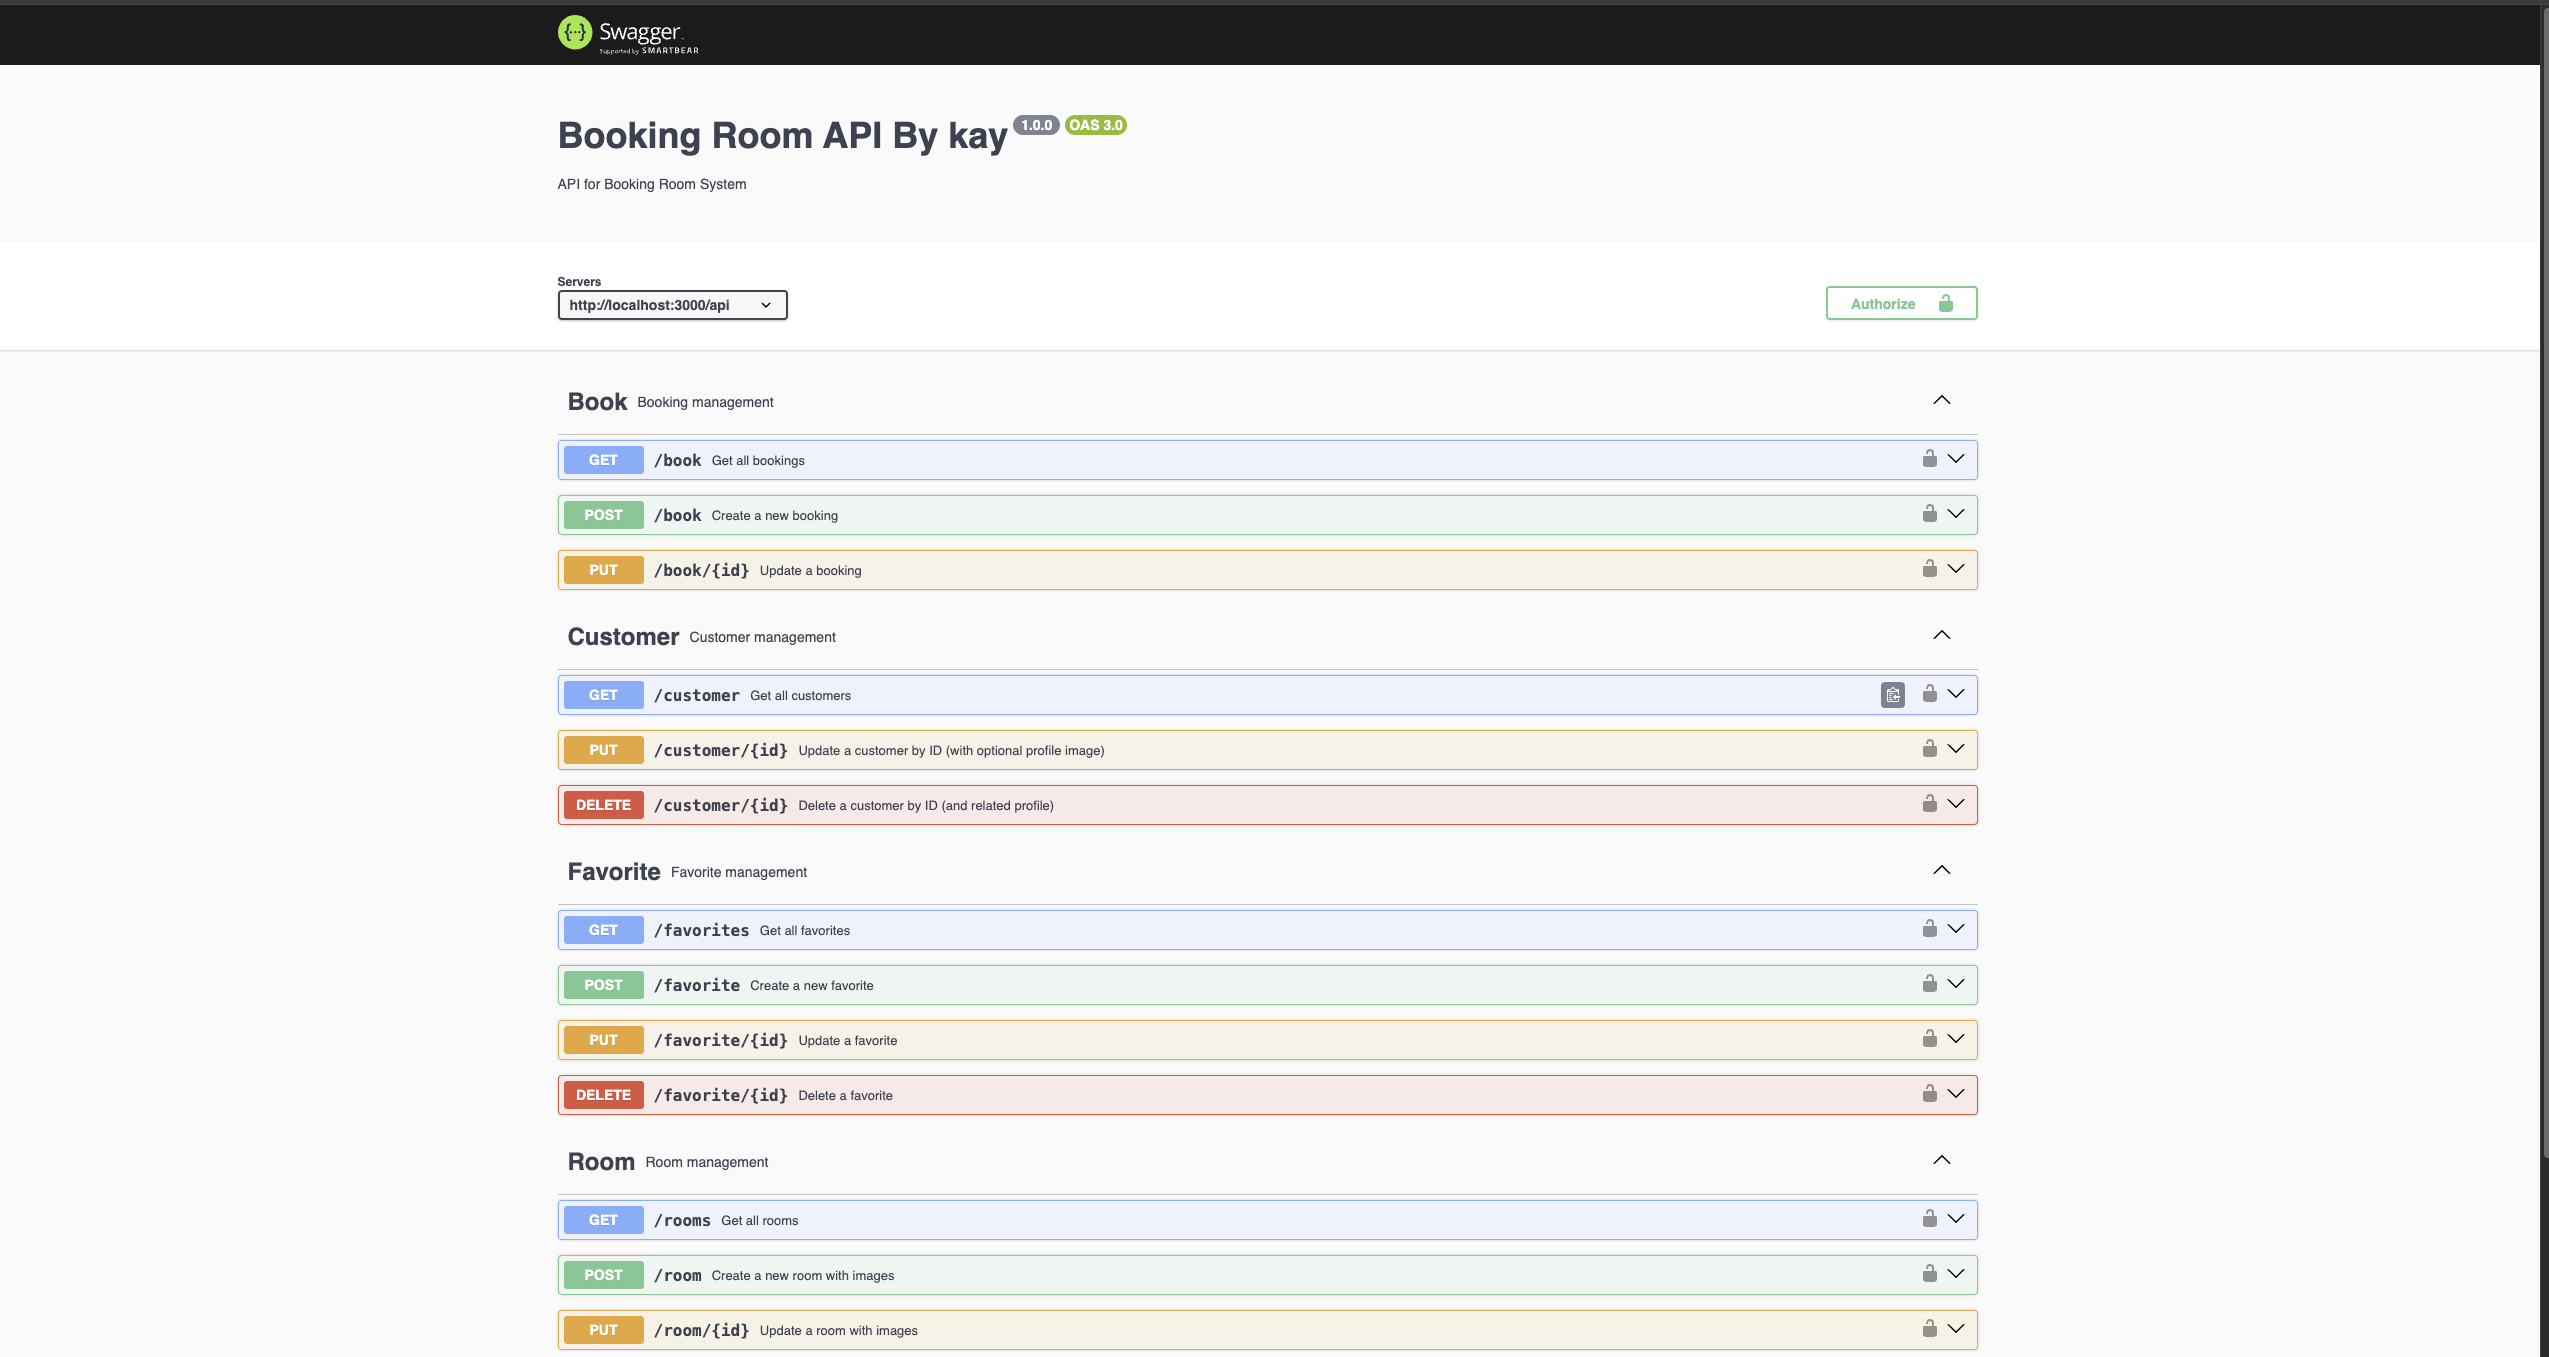 Swagger
Supported by SMARTBEAR
Booking Room API By kay 1.0.0 OAS 3.0
API for Booking Room System
Servers
http://localhost:3000/api
Authorize
Book Booking management
GET /book Get all bookings
POST /book Create a new booking
PUT /book/{id} Update a booking
Customer Customer management
GET /customer Get all customers
PUT /customer/{id} Update a customer by ID (with optional profile image)
DELETE /customer/{id} Delete a customer by ID (and related profile)
Favorite Favorite management
GET /favorites Get all favorites
POST /favorite Create a new favorite
PUT /favorite/{id} Update a favorite
DELETE /favorite/{id} Delete a favorite
Room Room management
GET /rooms Get all rooms
POST /room Create a new room with images
PUT /room/{id} Update a room with images